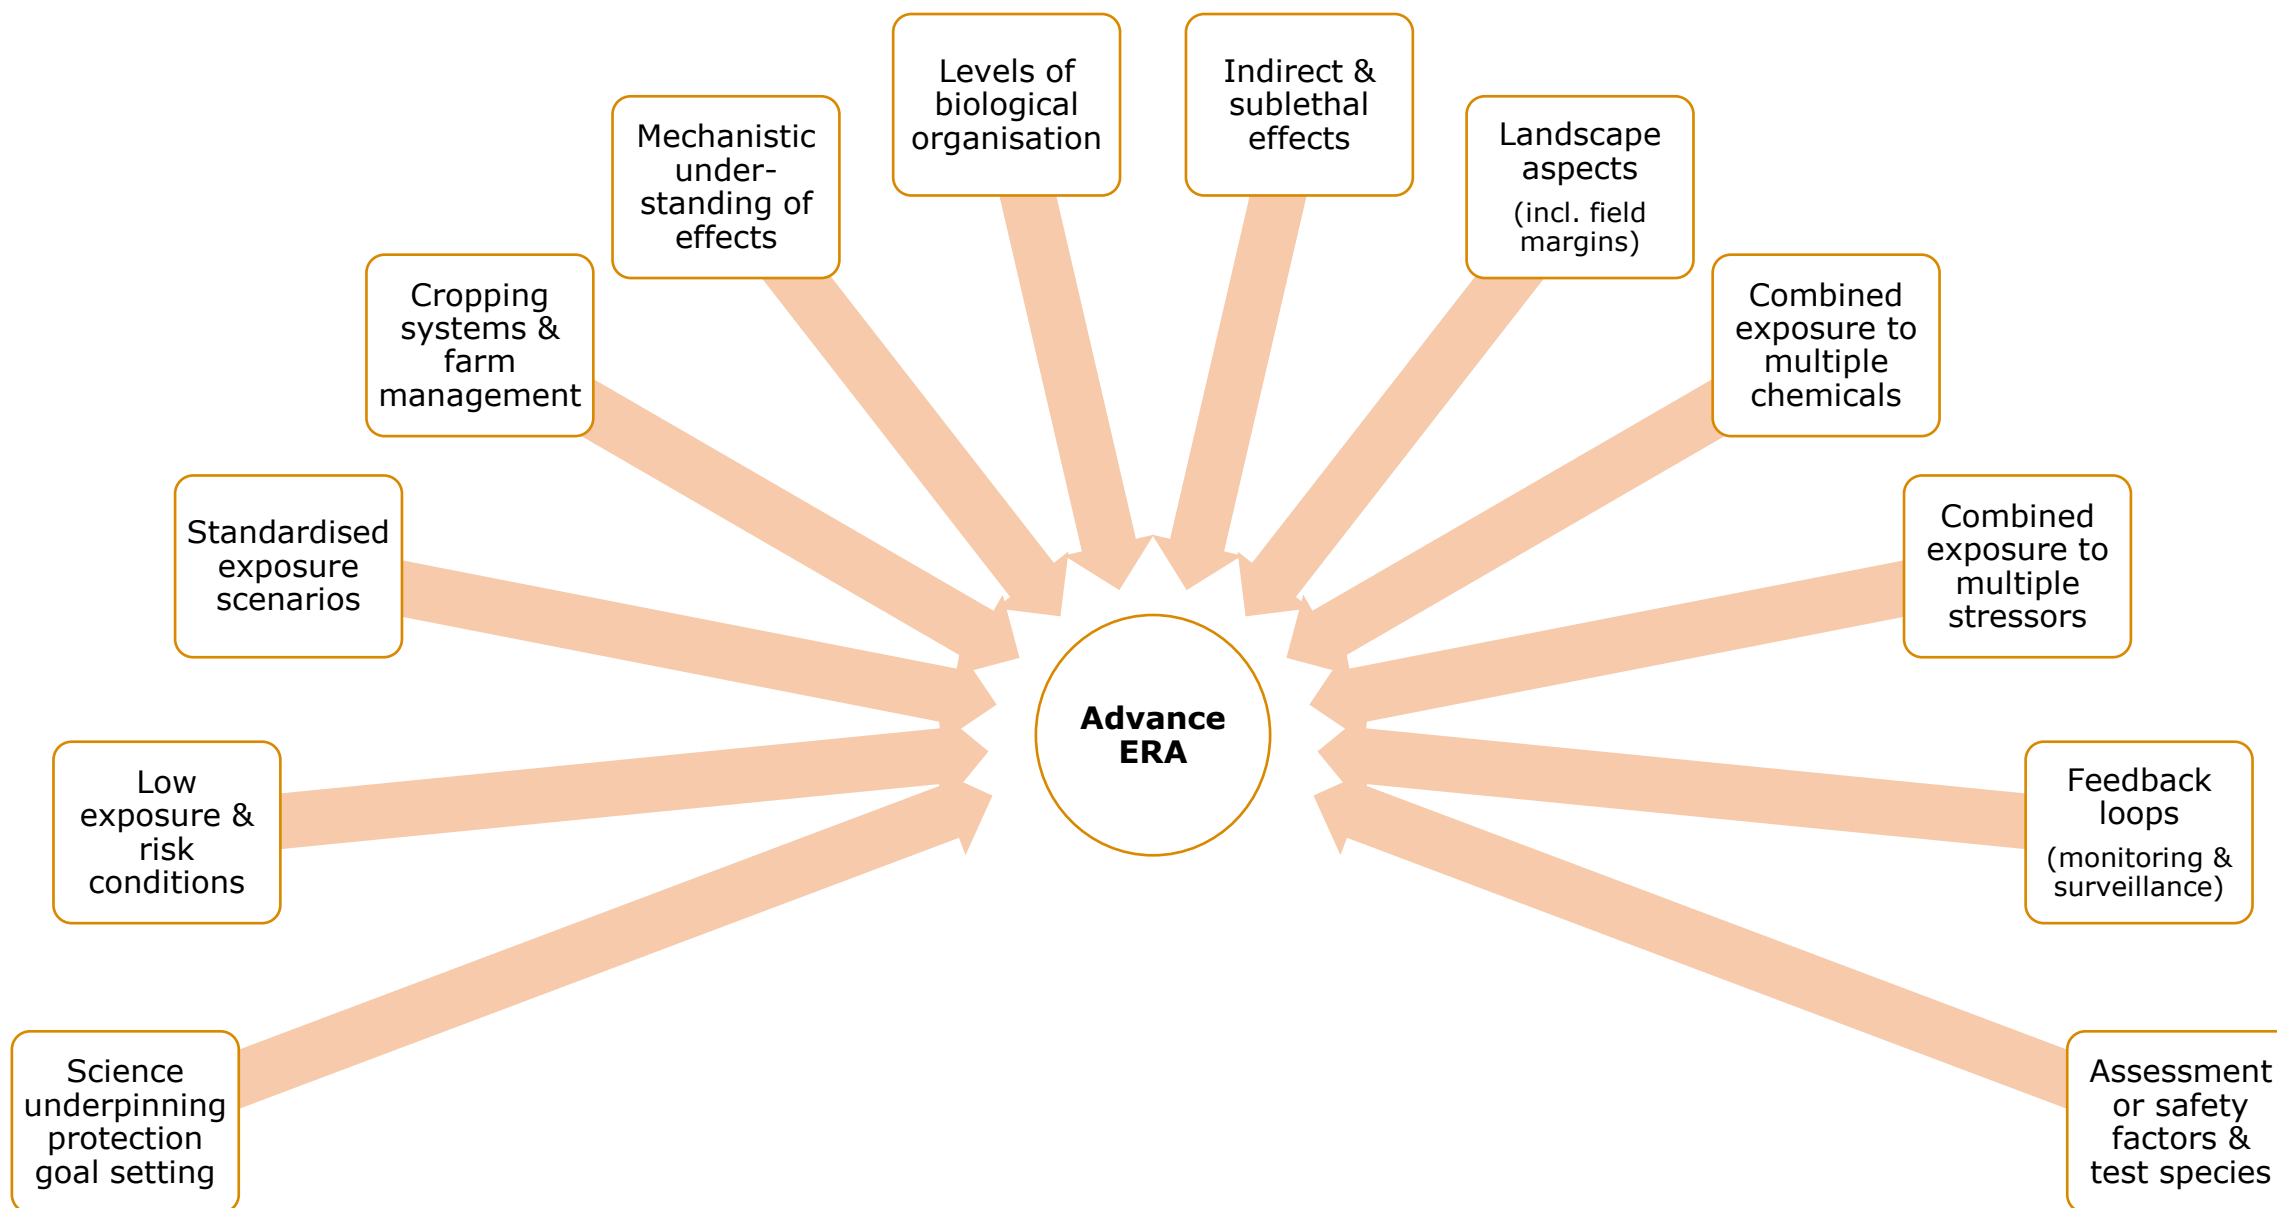 Levels of
biological
organisation
Indirect &
sublethal
effects
Mechanistic
under-
standing of
effects
Landscape
aspects
(incl. field
margins)
Cropping
systems &
farm
management
Combined
exposure to
multiple
chemicals
Standardised
exposure
scenarios
Combined
exposure to
multiple
stressors
Advance
ERA
Low
exposure &
risk
conditions
Feedback
loops
(monitoring &
surveillance)
Science
underpinning
protection
goal setting
Assessment
or safety
factors &
test species